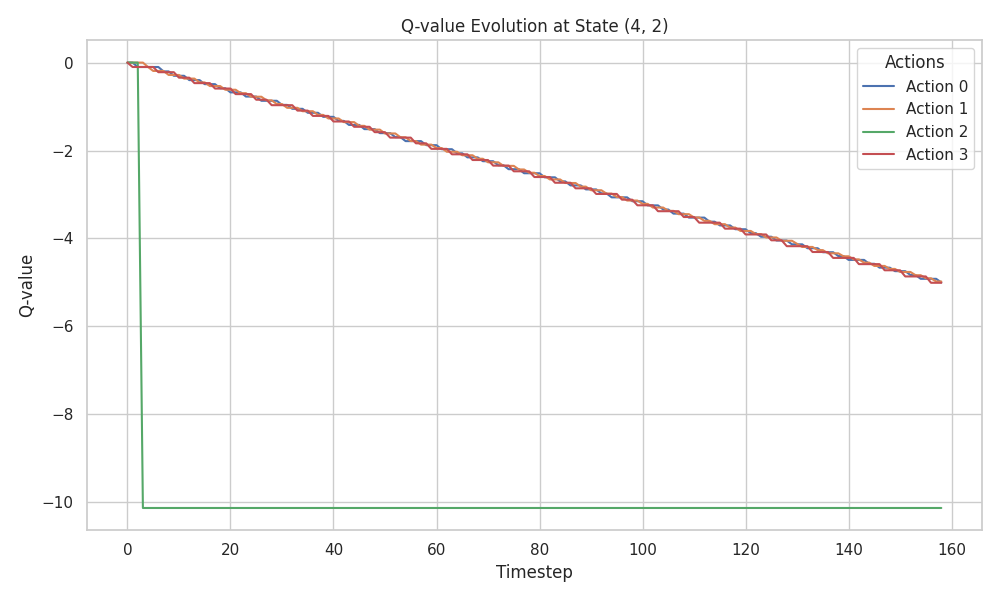 Q-value Evolution at State (4, 2)
Actions
Action 0
Action 1
Action 2
Action 3
Q-value
0
−2
−4
−6
−8
−10
0 20 40 60 80 100 120 140 160
Timestep